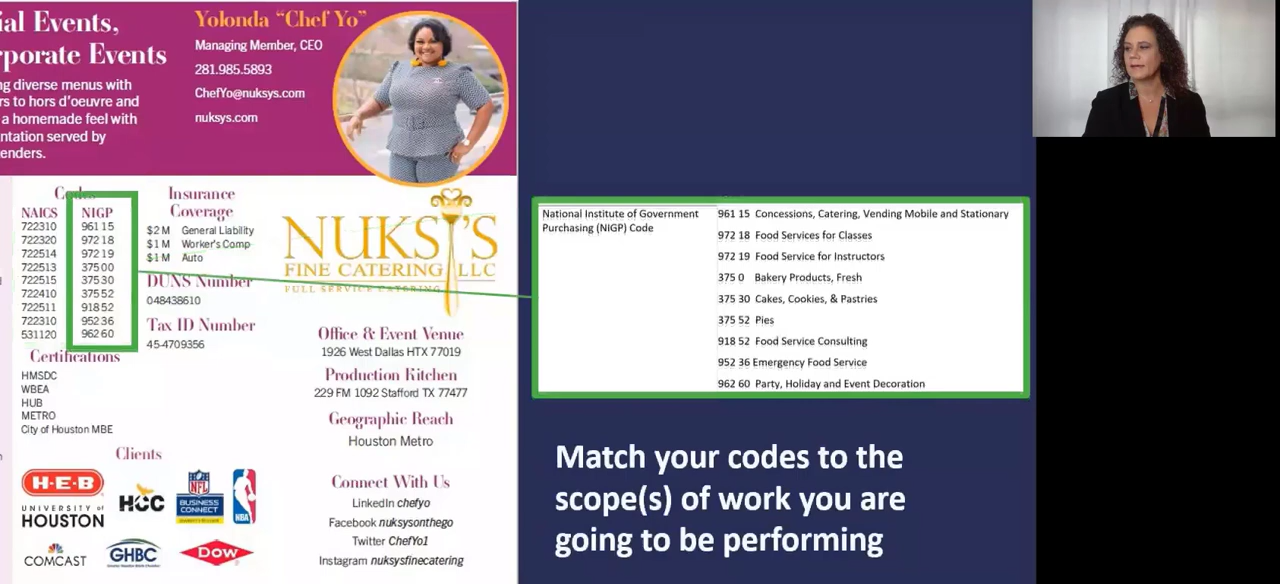 ial Events,
rporate Events
ng diverse menus with
rs to hors d'oeuvre and
a homemade feel with
ntation served by
enders.
Yolonda "Chef Yo"
Managing Member, CEO
281.985.5893
ChefYo@nuksys.com
nuksys.com
Codes
NAICS
722310
722320
722514
722513
722515
722410
722511
722310
531120
NIGP
961 15
972 18
972 19
375 00
375 30
375 52
918 52
952 36
962 60
Insurance
Coverage
$2 M General Liability
$1 M Worker's Comp
$1 M Auto
DUNS Number
048438610
Tax ID Number
45-4709356
Certifications
HMSDC
WBEA
HUB
METRO
City of Houston MBE
Clients
H-E-B
UNIVERSITY of
HOUSTON
HCC
NFL
BUSINESS
CONNECT
NBA
COMCAST
GHBC
DOW
NUKSY'S
FINE CATERING LLC
FULL SERVICE CATERING
Office & Event Venue
1926 West Dallas HTX 77019
Production Kitchen
229 FM 1092 Stafford TX 77477
Geographic Reach
Houston Metro
Connect With Us
LinkedIn chefyo
Facebook nuksysonthego
Twitter ChefYo1
Instagram nuksysfinecatering
National Institute of Government
Purchasing (NIGP) Code
961 15 Concessions, Catering, Vending Mobile and Stationary
972 18 Food Services for Classes
972 19 Food Service for Instructors
375 0 Bakery Products, Fresh
375 30 Cakes, Cookies, & Pastries
375 52 Pies
918 52 Food Service Consulting
952 36 Emergency Food Service
962 60 Party, Holiday and Event Decoration
Match your codes to the
scope(s) of work you are
going to be performing